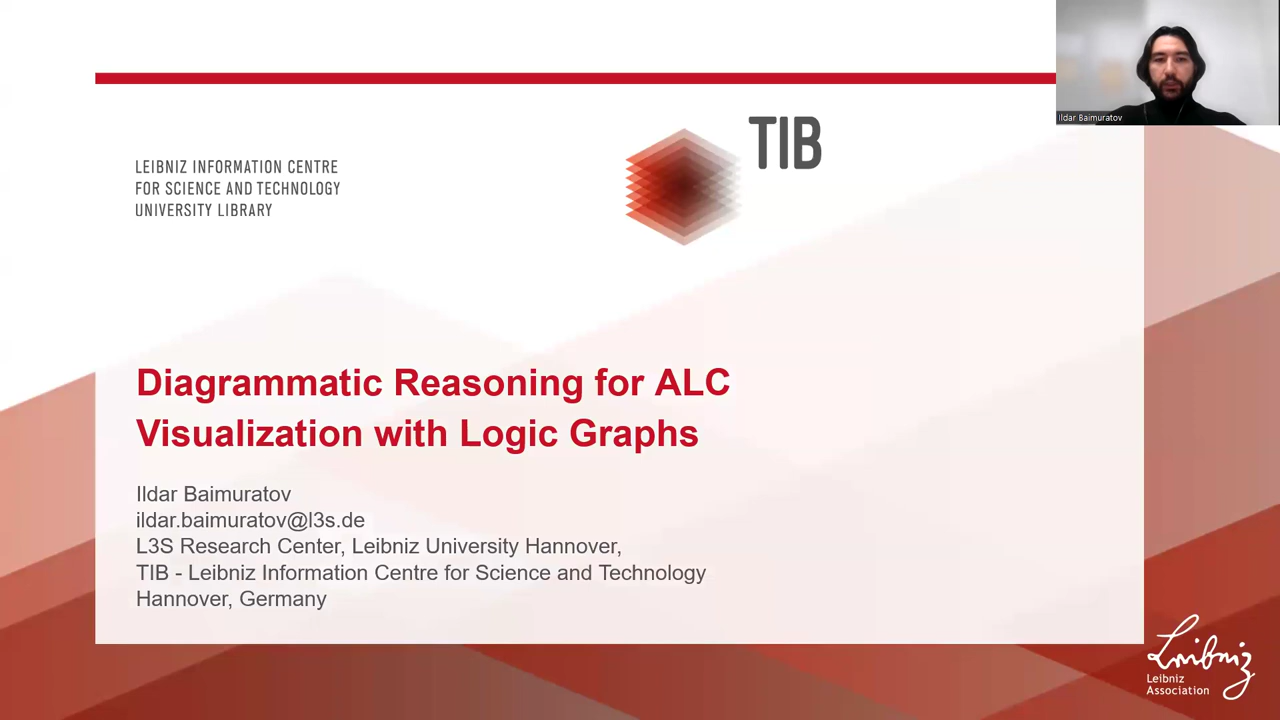 Ildar Baimuratov
LEIBNIZ INFORMATION CENTRE
FOR SCIENCE AND TECHNOLOGY
UNIVERSITY LIBRARY
TIB
Diagrammatic Reasoning for ALC
Visualization with Logic Graphs
Ildar Baimuratov
ildar.baimuratov@l3s.de
L3S Research Center, Leibniz University Hannover,
TIB - Leibniz Information Centre for Science and Technology
Hannover, Germany
Leibniz
Leibniz
Association